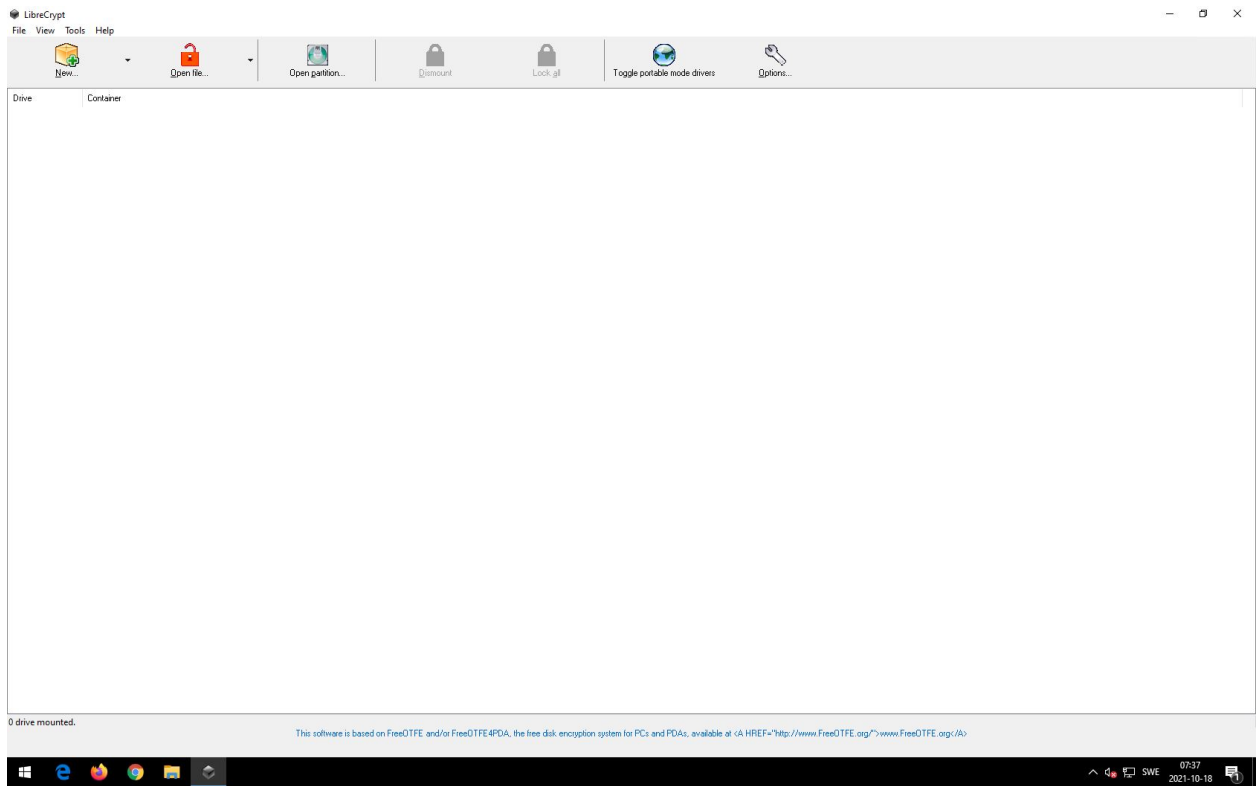 LibreCrypt
File View Tools Help
New... Open file... Open partition... Dismount Lock all Toggle portable mode drivers Options...
Drive Container
0 drive mounted.
This software is based on FreeOTFE and/or FreeOTFE4PDA, the free disk encryption system for PCs and PDAs, available at <A HREF="http://www.FreeOTFE.org/">www.FreeOTFE.org</A>
SWE 07:37
2021-10-18
1